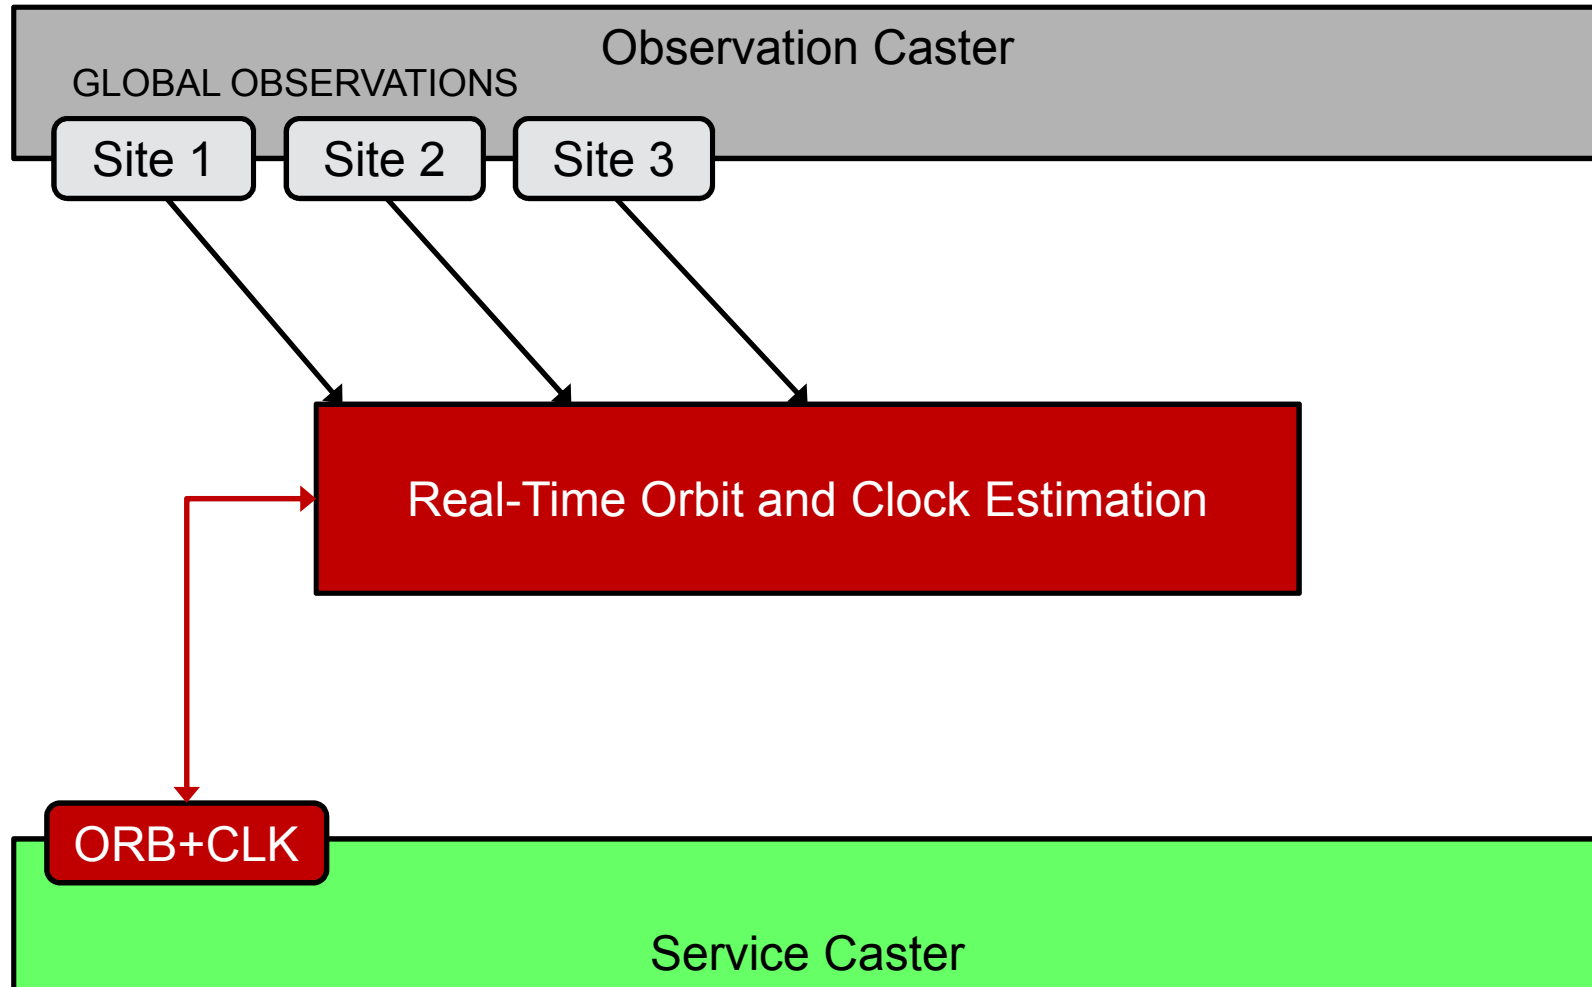 Observation Caster
GLOBAL OBSERVATIONS
Site 1
Site 2
Site 3
Real-Time Orbit and Clock Estimation
ORB+CLK
Service Caster